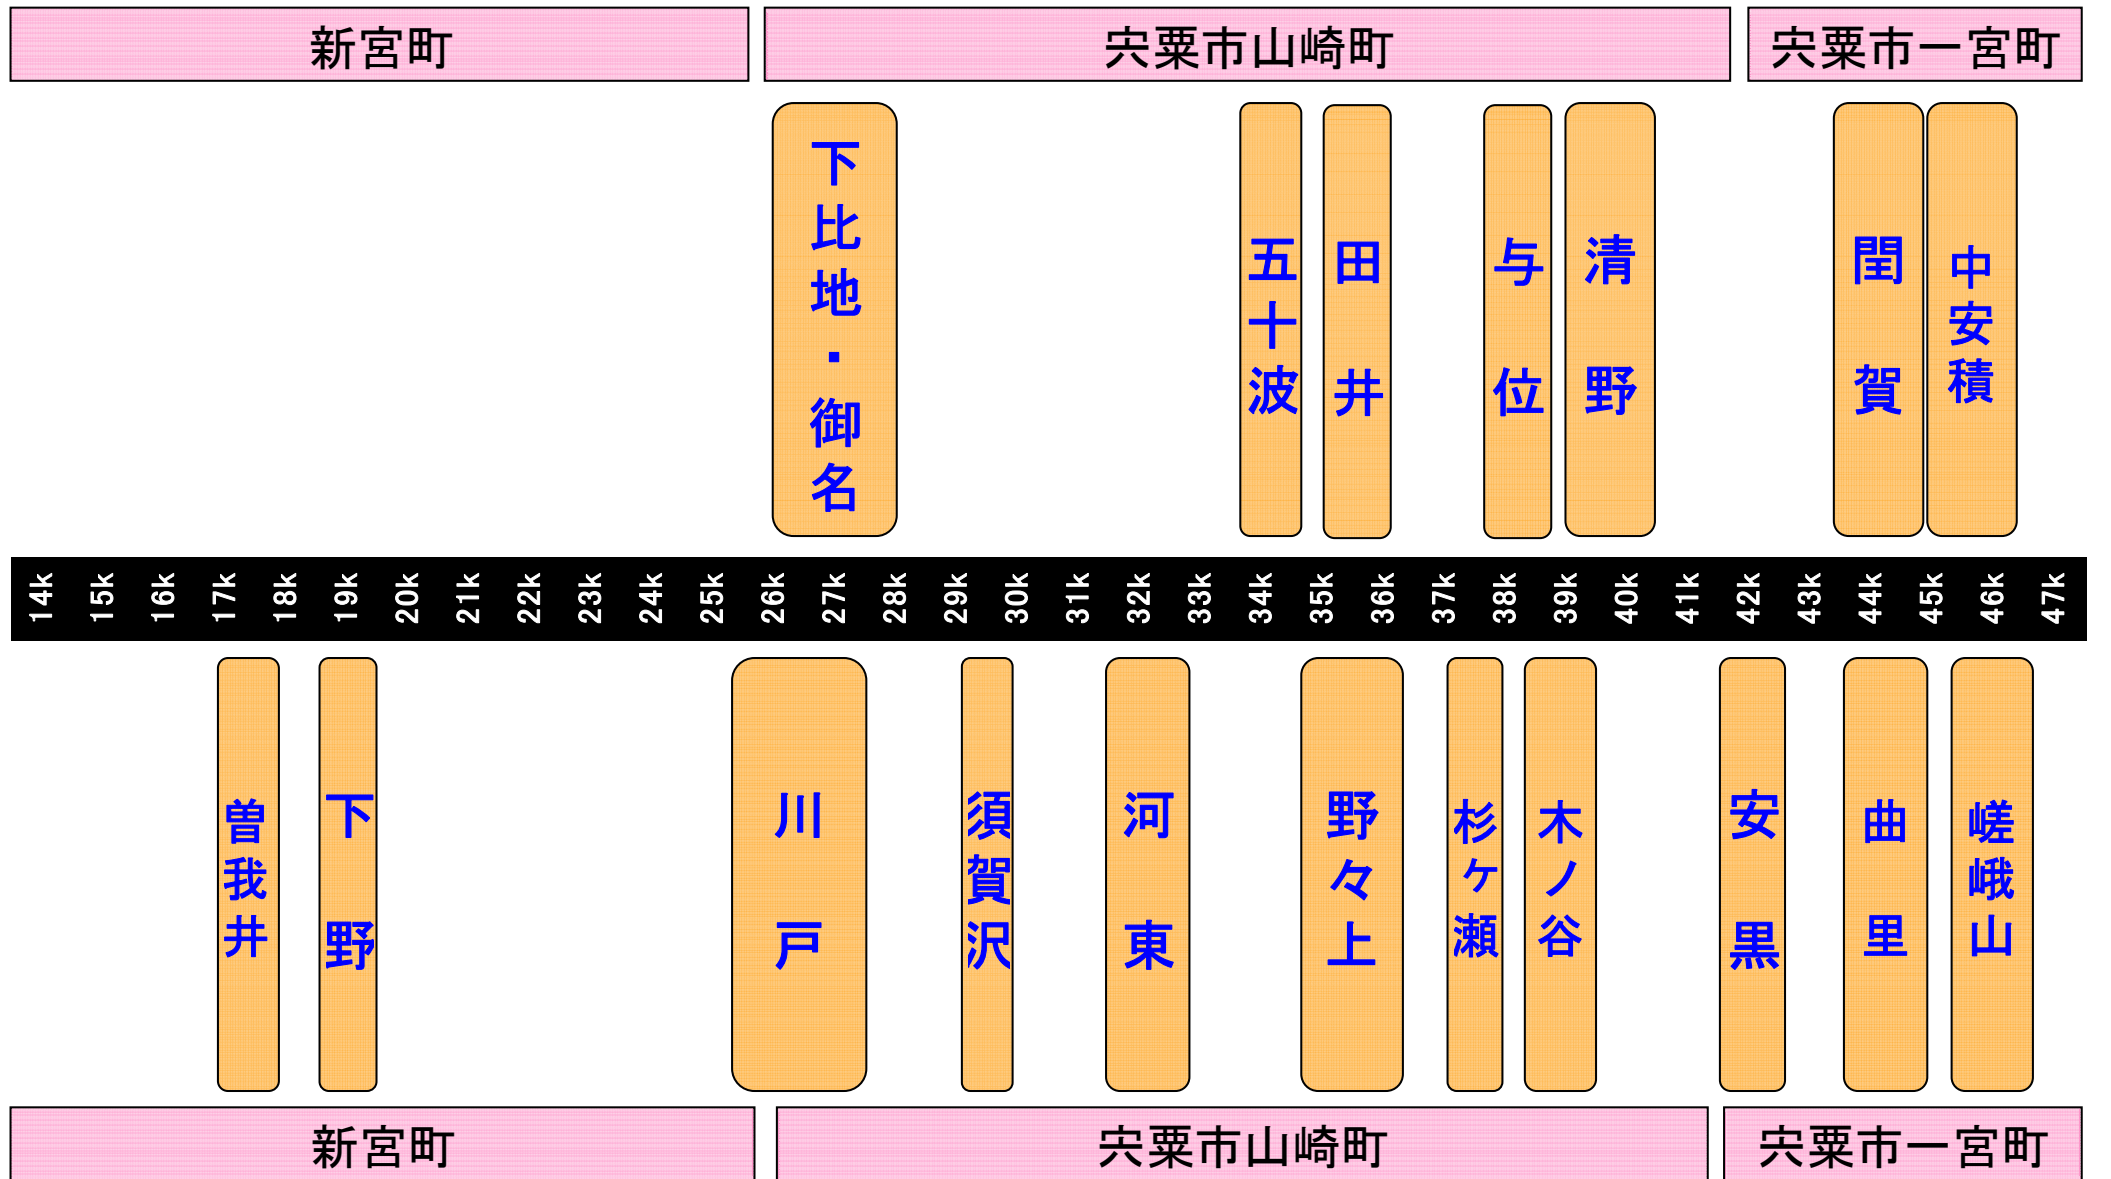 新宮町
宍粟市山崎町
宍粟市一宮町
下比地・御名
五十波
田井
与位
清野
閏賀
中安積
14k 15k 16k 17k 18k 19k 20k 21k 22k 23k 24k 25k 26k 27k 28k 29k 30k 31k 32k 33k 34k 35k 36k 37k 38k 39k 40k 41k 42k 43k 44k 45k 46k 47k
曽我井
下野
川戸
須賀沢
河東
野々上
杉ヶ瀬
木ノ谷
安黒
曲里
嵯峨山
新宮町
宍粟市山崎町
宍粟市一宮町